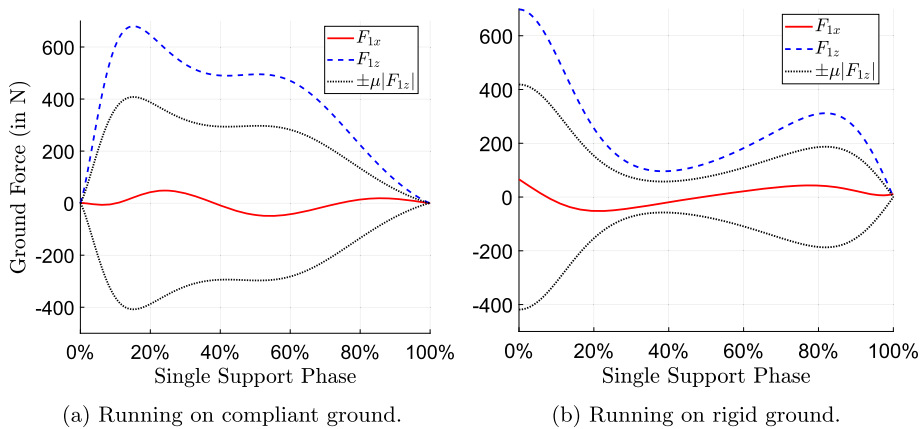 Ground Force (in N)
600
400
200
0
-200
-400
F₁ₓ
F₁z
±μ|F₁z|
0% 20% 40% 60% 80% 100%
Single Support Phase
(a) Running on compliant ground.
600
400
200
0
-200
-400
F₁ₓ
F₁z
±μ|F₁z|
0% 20% 40% 60% 80% 100%
Single Support Phase
(b) Running on rigid ground.